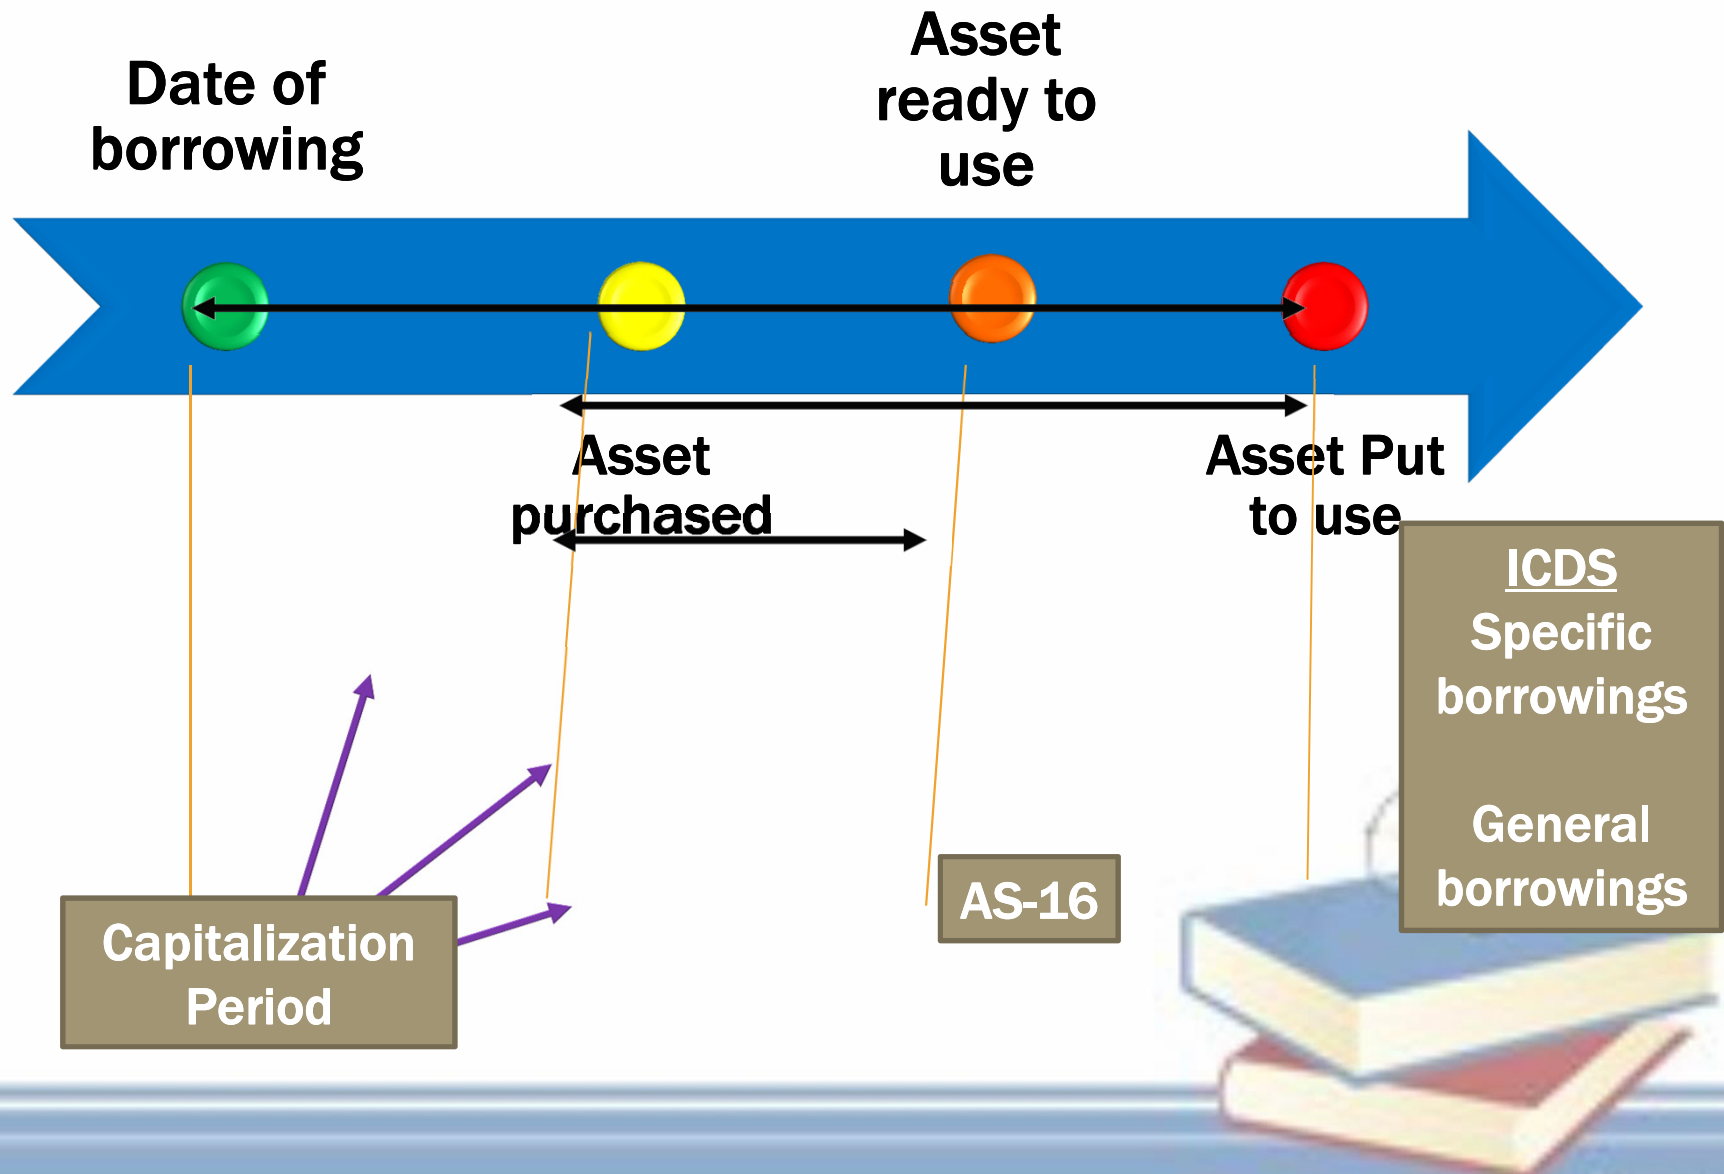 Date of
borrowing
Asset
ready to
use
Asset
purchased
Asset Put
to use
ICDS
Specific
borrowings
General
borrowings
AS-16
Capitalization
Period